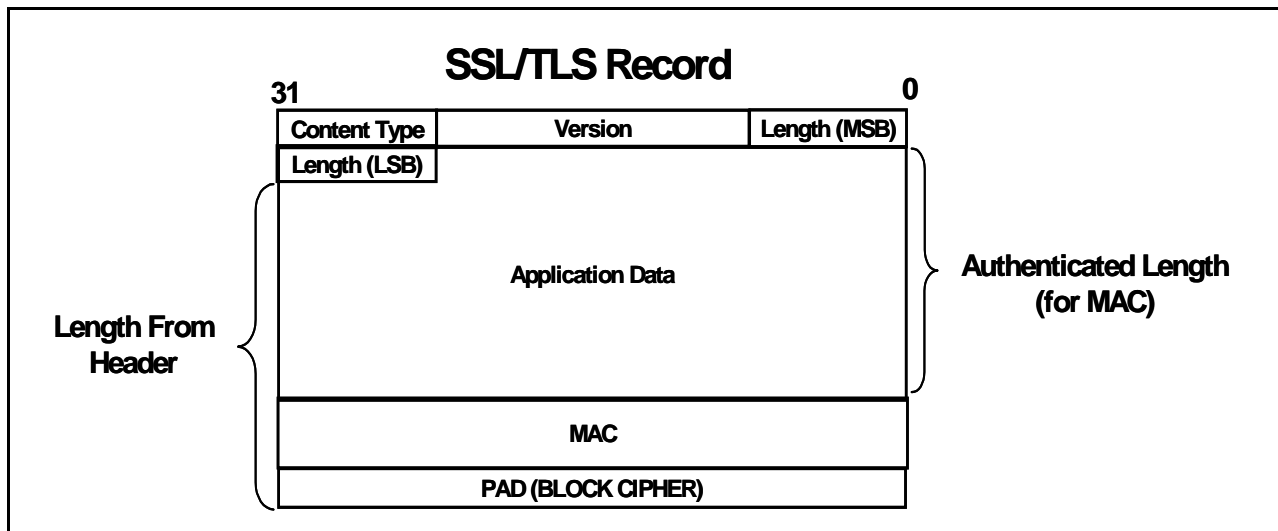 SSL/TLS Record
31
0
Content Type
Version
Length (MSB)
Length (LSB)
Application Data
Authenticated Length
(for MAC)
Length From
Header
MAC
PAD (BLOCK CIPHER)